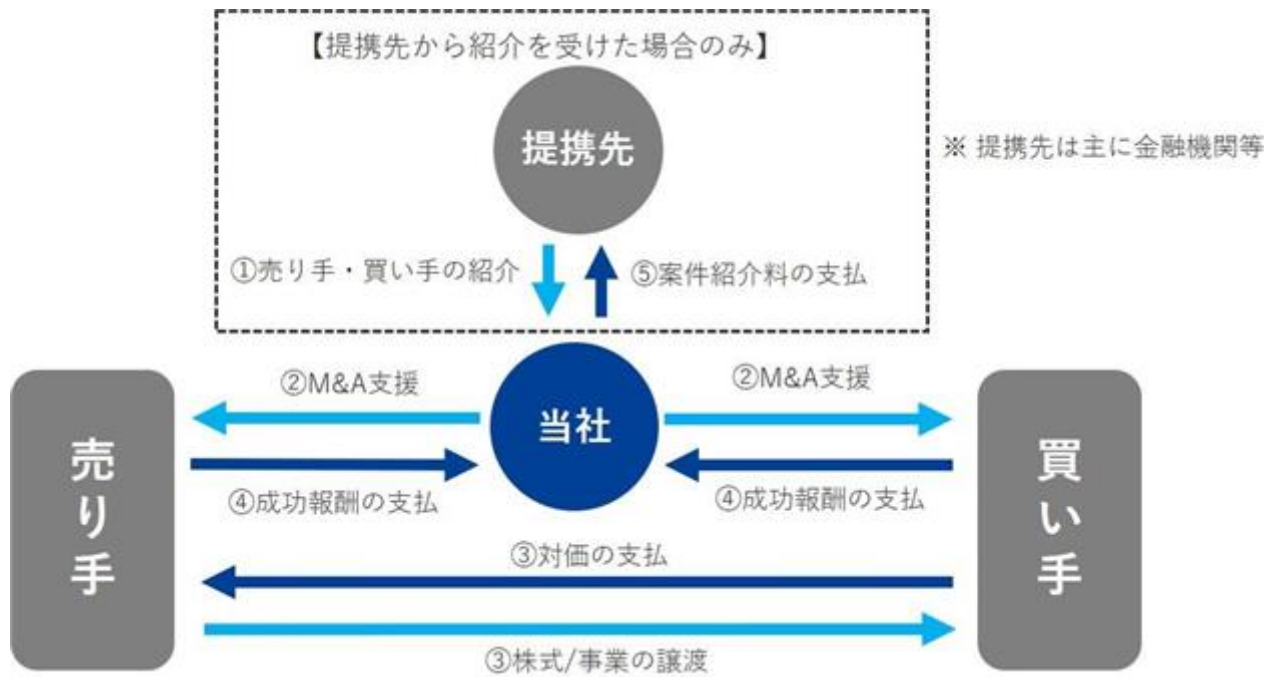 【提携先から紹介を受けた場合のみ】
提携先
※ 提携先は主に金融機関等
①売り手・買い手の紹介
⑤案件紹介料の支払
②M&A支援
②M&A支援
当社
売り手
買い手
④成功報酬の支払
④成功報酬の支払
③対価の支払
③株式/事業の譲渡